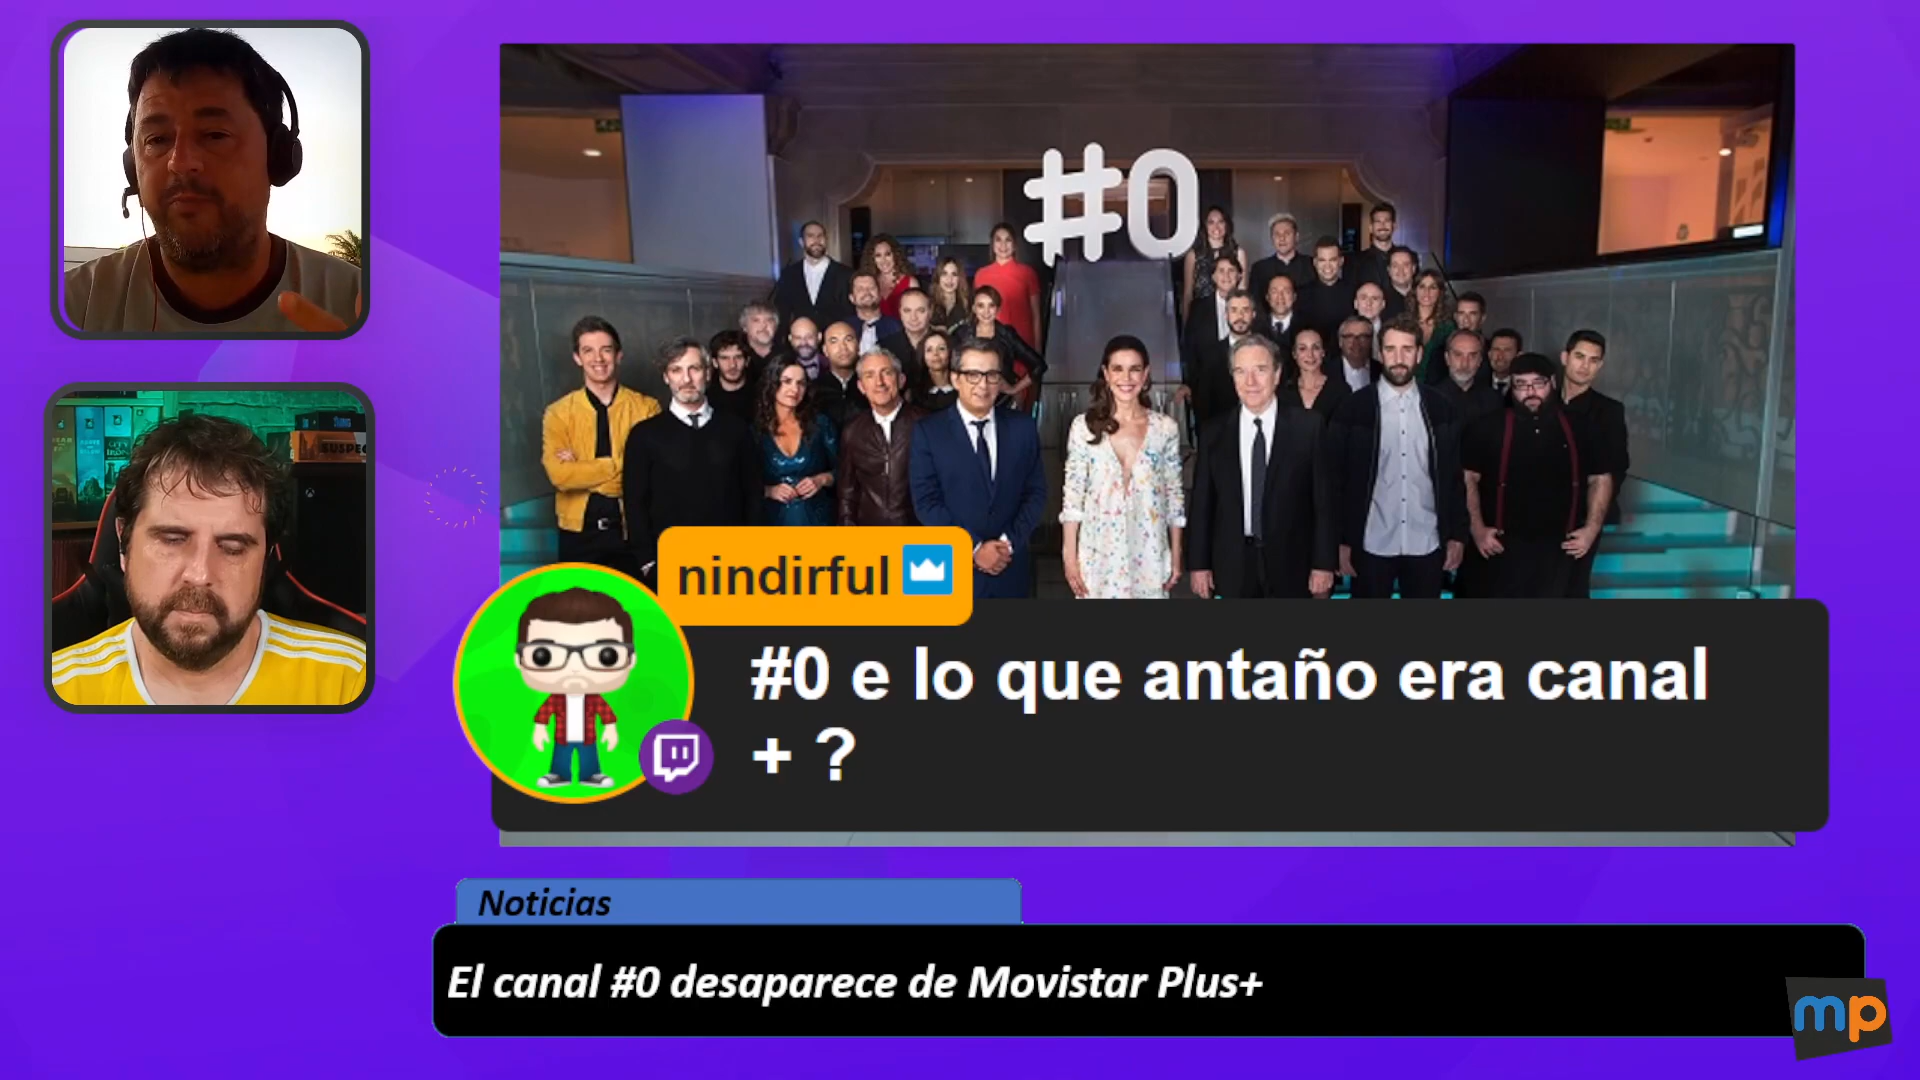 #0
nindirful
#0 e lo que antaño era canal
+ ?
Noticias
El canal #0 desaparece de Movistar Plus+
mp